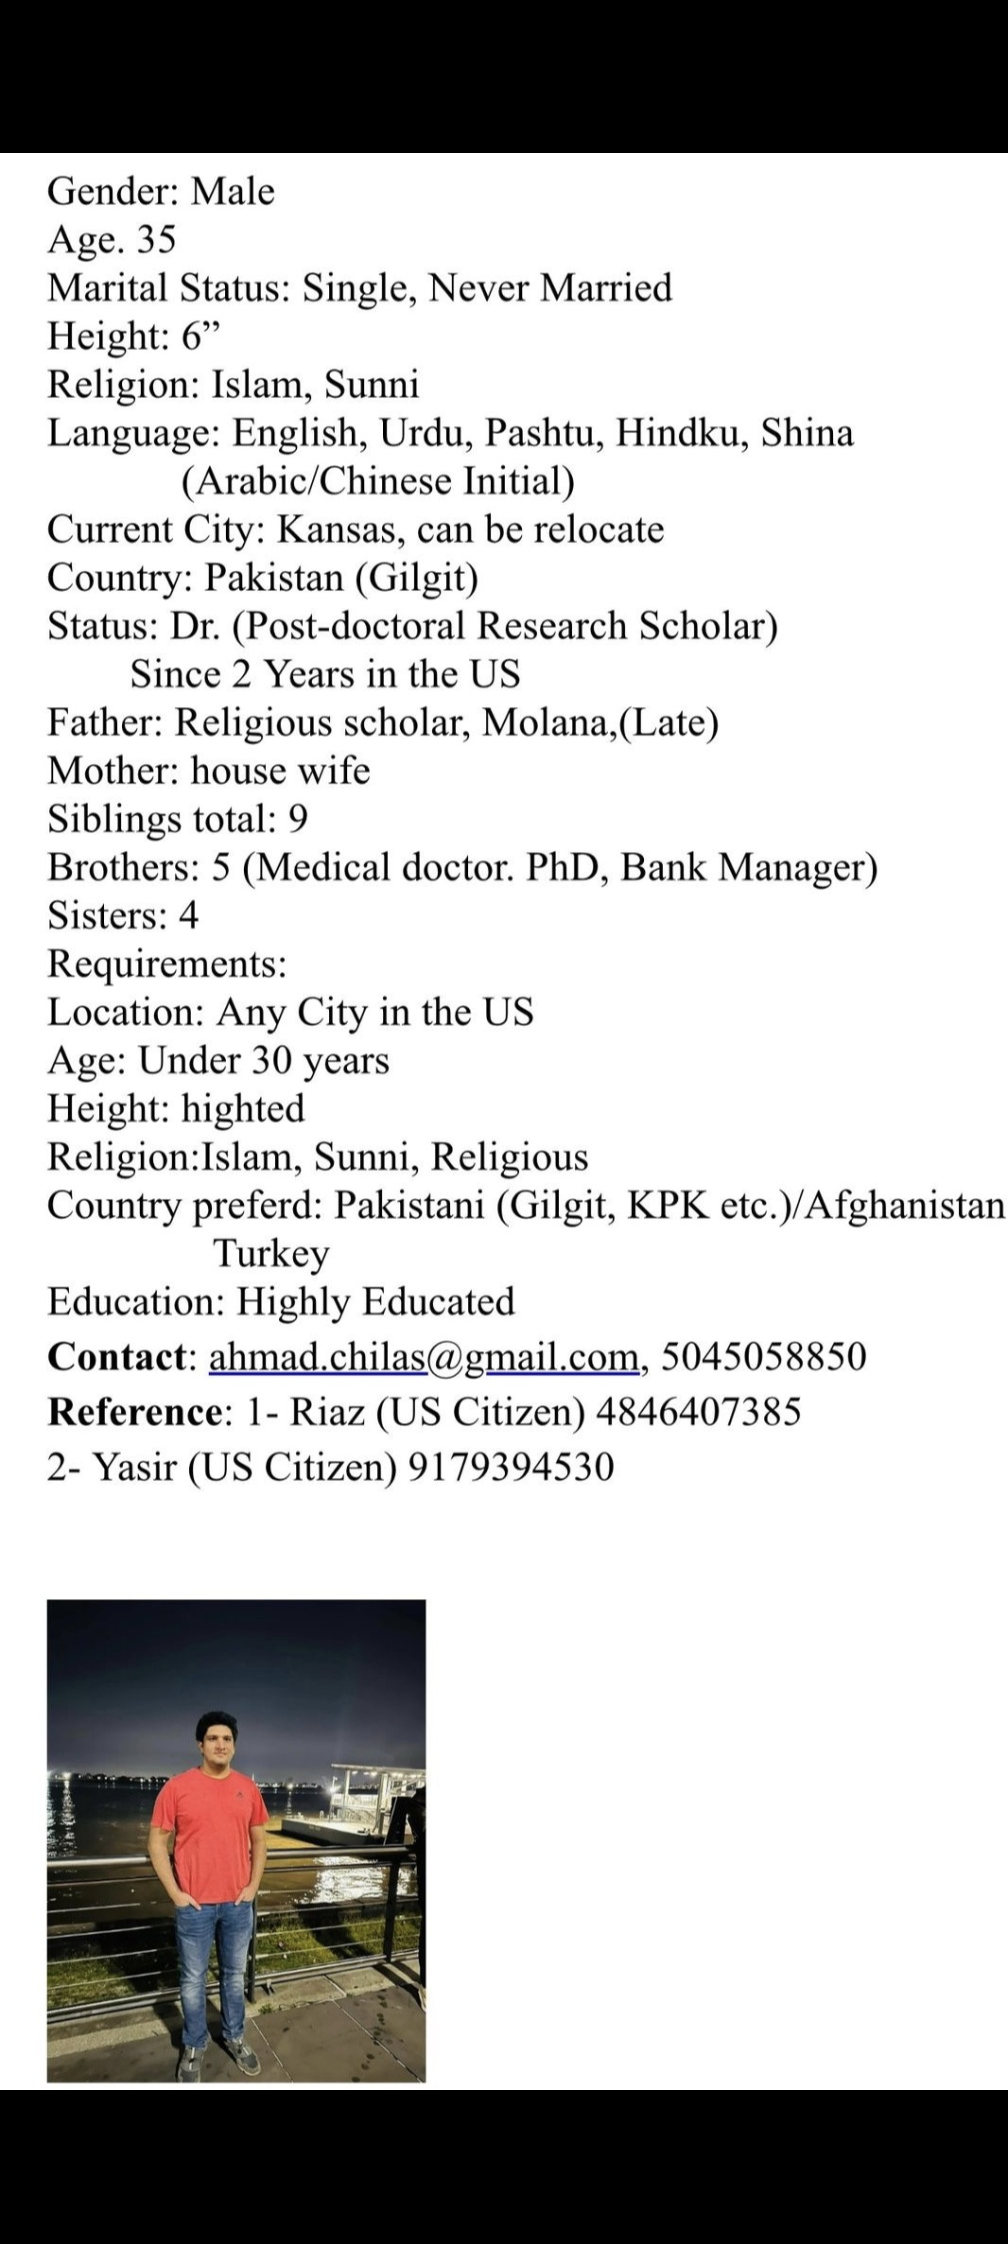 Gender: Male
Age. 35
Marital Status: Single, Never Married
Height: 6”
Religion: Islam, Sunni
Language: English, Urdu, Pashtu, Hindku, Shina
(Arabic/Chinese Initial)
Current City: Kansas, can be relocate
Country: Pakistan (Gilgit)
Status: Dr. (Post-doctoral Research Scholar)
Since 2 Years in the US
Father: Religious scholar, Molana,(Late)
Mother: house wife
Siblings total: 9
Brothers: 5 (Medical doctor. PhD, Bank Manager)
Sisters: 4
Requirements:
Location: Any City in the US
Age: Under 30 years
Height: highted
Religion:Islam, Sunni, Religious
Country preferd: Pakistani (Gilgit, KPK etc.)/Afghanistan
Turkey
Education: Highly Educated
Contact: ahmad.chilas@gmail.com, 5045058850
Reference: 1- Riaz (US Citizen) 4846407385
2- Yasir (US Citizen) 9179394530